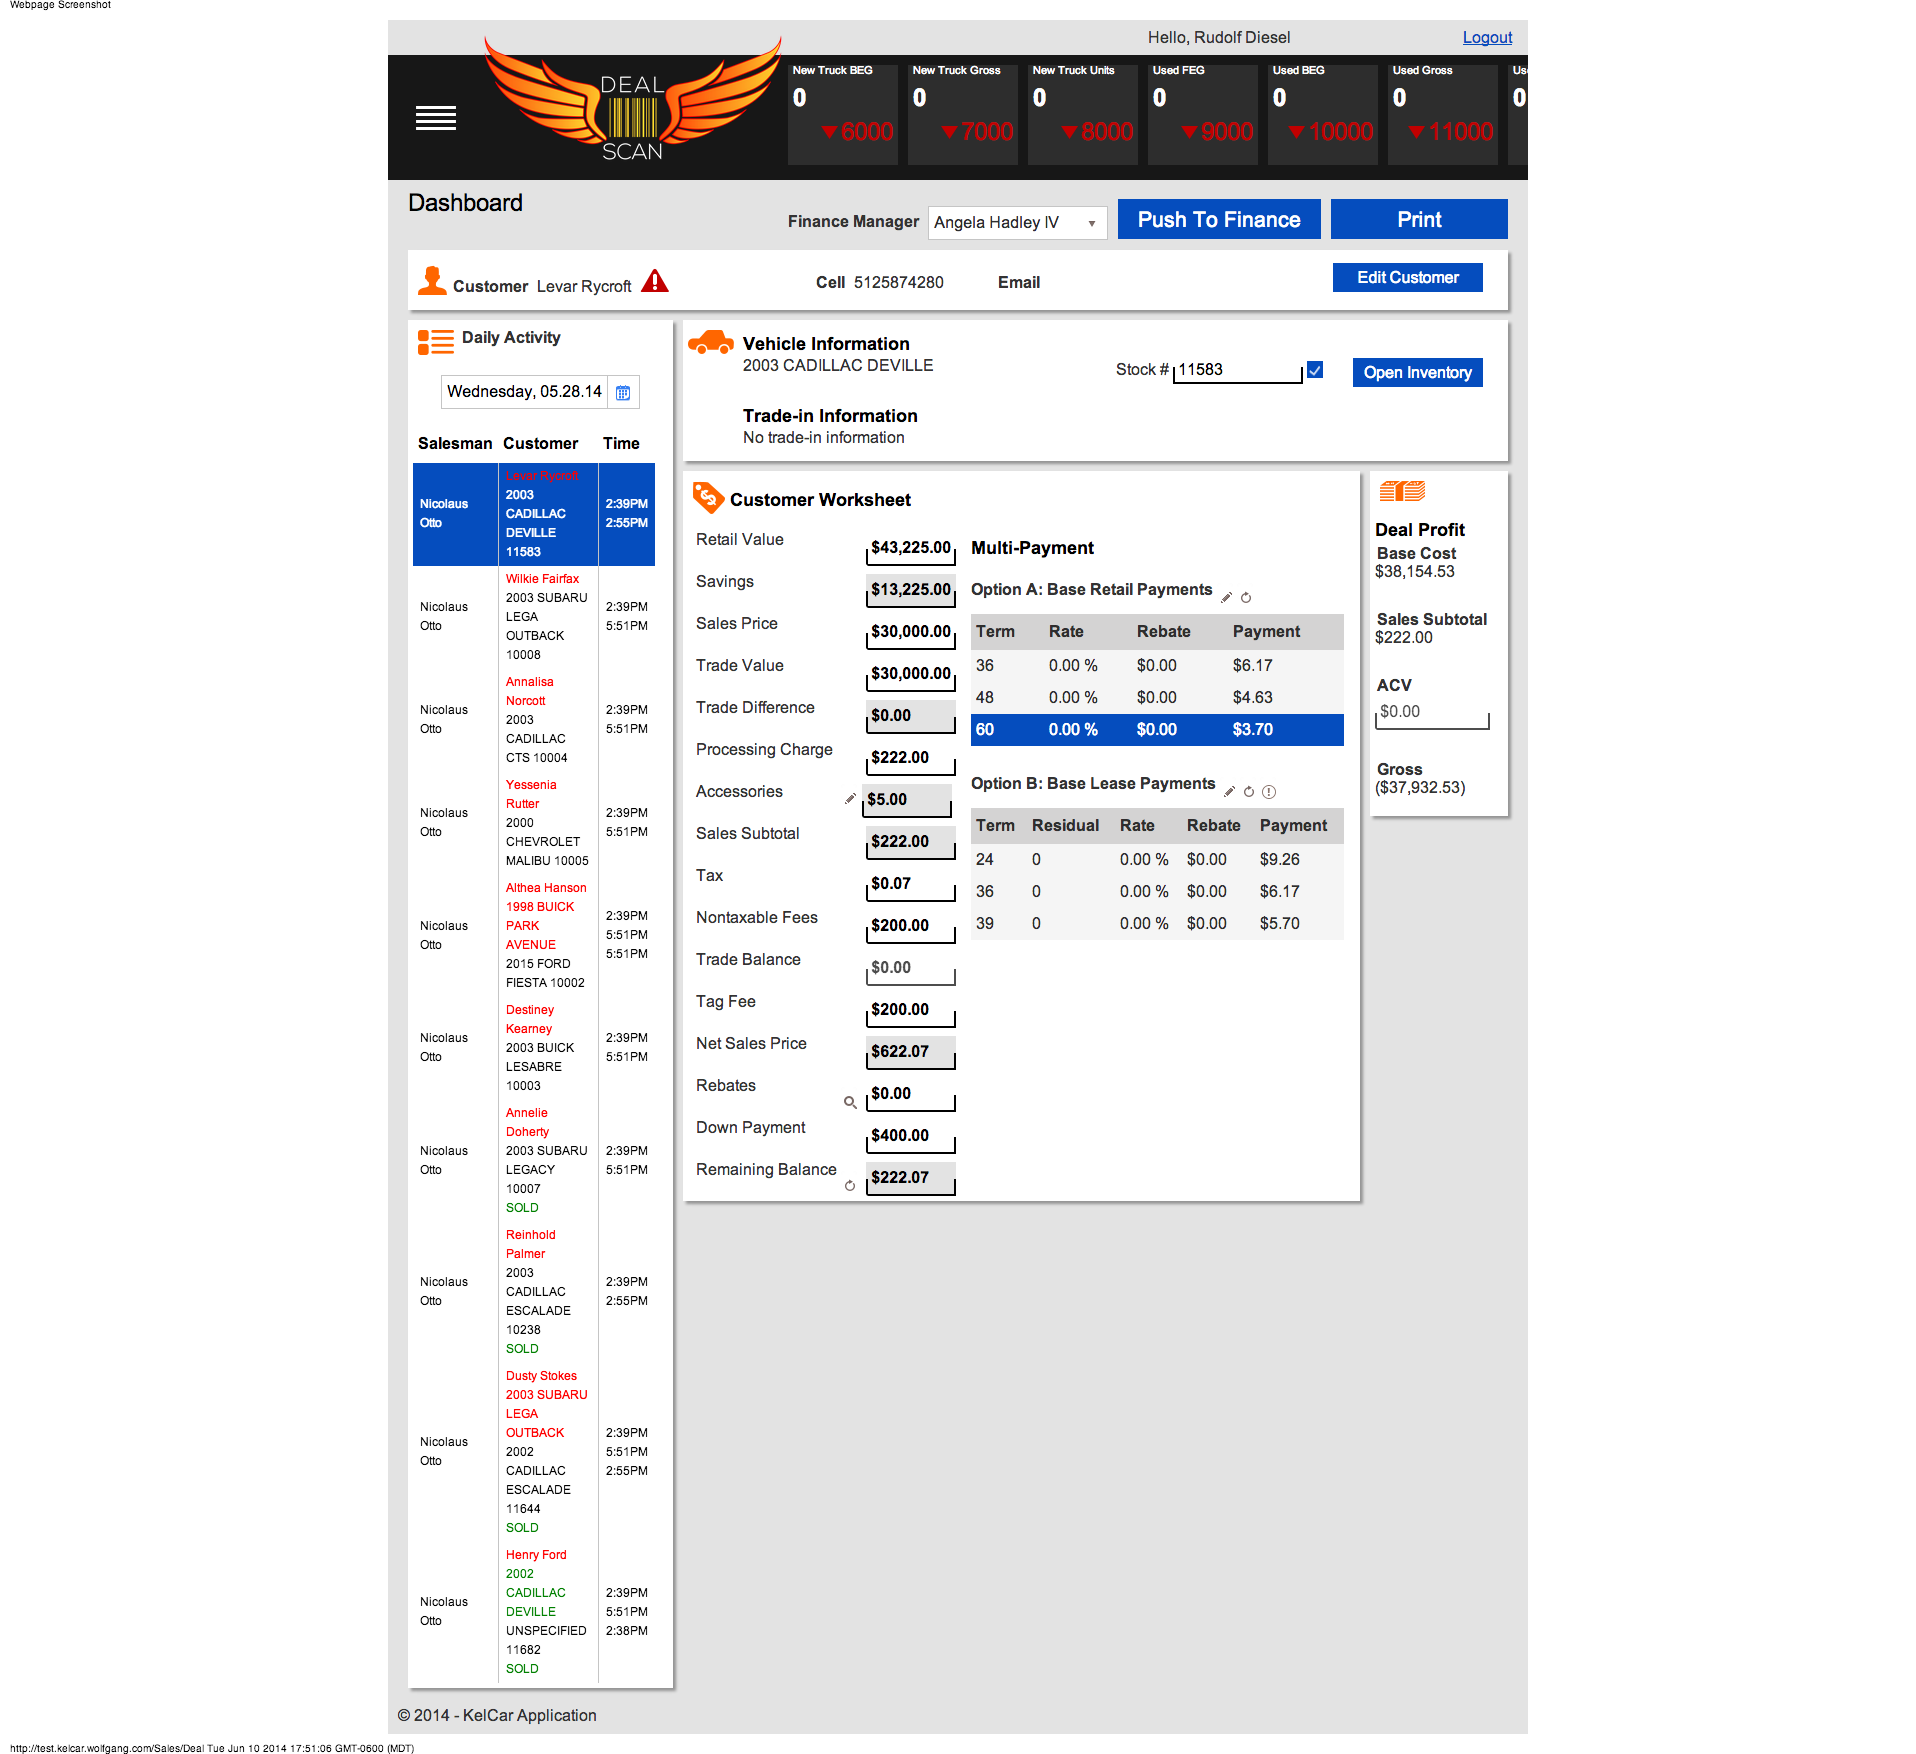 Webpage Screenshot
Hello, Rudolf Diesel
Logout
DEAL
SCAN
New Truck BEG
0
6000
New Truck Gross
0
7000
New Truck Units
0
8000
Used FEG
0
9000
Used BEG
0
10000
Used Gross
0
11000
Us
0
Dashboard
Finance Manager
Angela Hadley IV
Push To Finance
Print
Customer Levar Rycroft
Cell 5125874280
Email
Edit Customer
Daily Activity
Wednesday, 05.28.14
Salesman Customer Time
Nicolaus
Otto
Levar Rycroft
2003
CADILLAC
DEVILLE
11583
2:39PM
2:55PM
Nicolaus
Otto
Wilkie Fairfax
2003 SUBARU
LEGA
OUTBACK
10008
2:39PM
5:51PM
Nicolaus
Otto
Annalisa
Norcott
2003
CADILLAC
CTS 10004
2:39PM
5:51PM
Nicolaus
Otto
Yessenia
Rutter
2000
CHEVROLET
MALIBU 10005
2:39PM
5:51PM
Nicolaus
Otto
Althea Hanson
1998 BUICK
PARK
AVENUE
2015 FORD
FIESTA 10002
2:39PM
5:51PM
5:51PM
Nicolaus
Otto
Destiney
Kearney
2003 BUICK
LESABRE
10003
2:39PM
5:51PM
Nicolaus
Otto
Annelie
Doherty
2003 SUBARU
LEGACY
10007
SOLD
2:39PM
5:51PM
Nicolaus
Otto
Reinhold
Palmer
2003
CADILLAC
ESCALADE
10238
SOLD
2:39PM
2:55PM
Nicolaus
Otto
Dusty Stokes
2003 SUBARU
LEGA
OUTBACK
2002
CADILLAC
ESCALADE
11644
SOLD
2:39PM
5:51PM
2:55PM
Nicolaus
Otto
Henry Ford
2002
CADILLAC
DEVILLE
UNSPECIFIED
11682
SOLD
2:39PM
5:51PM
2:38PM
Vehicle Information
2003 CADILLAC DEVILLE
Stock # 11583
Open Inventory
Trade-in Information
No trade-in information
Customer Worksheet
Retail Value $43,225.00
Savings $13,225.00
Sales Price $30,000.00
Trade Value $30,000.00
Trade Difference $0.00
Processing Charge $222.00
Accessories $5.00
Sales Subtotal $222.00
Tax $0.07
Nontaxable Fees $200.00
Trade Balance $0.00
Tag Fee $200.00
Net Sales Price $622.07
Rebates $0.00
Down Payment $400.00
Remaining Balance $222.07
Multi-Payment
Option A: Base Retail Payments
Term Rate Rebate Payment
36 0.00 % $0.00 $6.17
48 0.00 % $0.00 $4.63
60 0.00 % $0.00 $3.70
Option B: Base Lease Payments
Term Residual Rate Rebate Payment
24 0 0.00 % $0.00 $9.26
36 0 0.00 % $0.00 $6.17
39 0 0.00 % $0.00 $5.70
Deal Profit
Base Cost
$38,154.53
Sales Subtotal
$222.00
ACV
$0.00
Gross
($37,932.53)
© 2014 - KelCar Application
http://test.kelcar.wolfgang.com/Sales/Deal Tue Jun 10 2014 17:51:06 GMT-0600 (MDT)